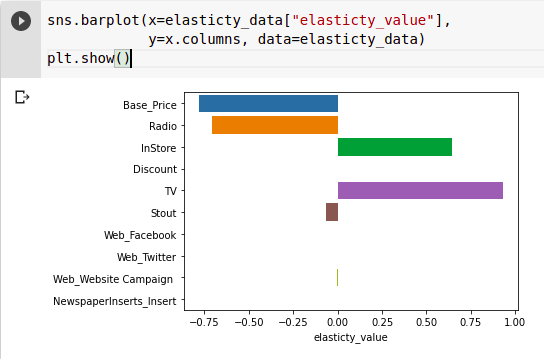 sns.barplot(x=elasticty_data["elasticty_value"],
y=x.columns, data=elasticty_data)
plt.show()
Base_Price
Radio
InStore
Discount
TV
Stout
Web_Facebook
Web_Twitter
Web_Website Campaign
NewspaperInserts_Insert
−0.75 −0.50 −0.25 0.00 0.25 0.50 0.75 1.00
elasticty_value